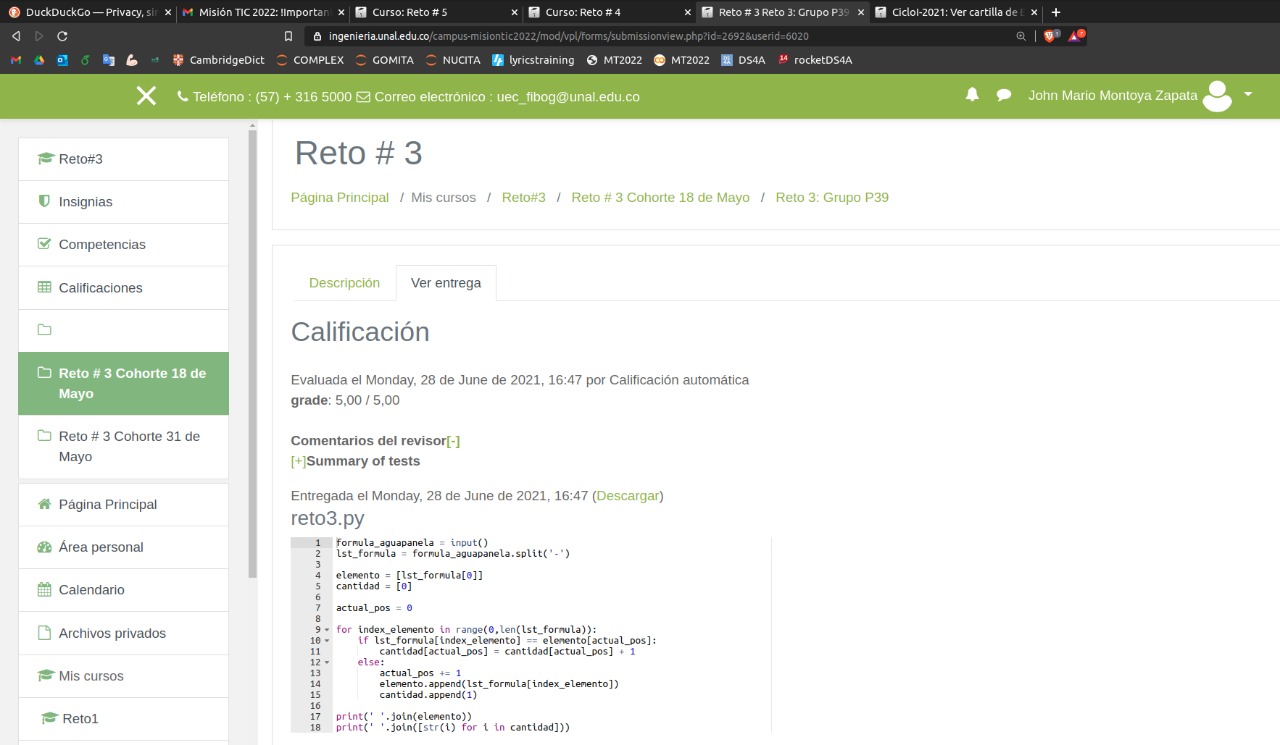 DuckDuckGo — Privacy, sir
Misión TIC 2022: !Important
Curso: Reto # 5
Curso: Reto # 4
Reto # 3 Reto 3: Grupo P39
CicloI-2021: Ver cartilla de E
ingenieria.unal.edu.co/campus-misiontic2022/mod/vpl/forms/submissionview.php?id=2692&userid=6020
CambridgeDict COMPLEX GOMITA NUCITA lyricstraining MT2022 MT2022 DS4A rocketDS4A
Teléfono : (57) + 316 5000 Correo electrónico : uec_fibog@unal.edu.co
John Mario Montoya Zapata
Reto#3
Insignias
Competencias
Calificaciones
Reto # 3 Cohorte 18 de
Mayo
Reto # 3 Cohorte 31 de
Mayo
Página Principal
Área personal
Calendario
Archivos privados
Mis cursos
Reto1
Reto # 3
Página Principal / Mis cursos / Reto#3 / Reto # 3 Cohorte 18 de Mayo / Reto 3: Grupo P39
Descripción
Ver entrega
Calificación
Evaluada el Monday, 28 de June de 2021, 16:47 por Calificación automática
grade: 5,00 / 5,00
Comentarios del revisor[-]
[+]Summary of tests
Entregada el Monday, 28 de June de 2021, 16:47 (Descargar)
reto3.py
1 formula_aguapanela = input()
2 lst_formula = formula_aguapanela.split('-')
3
4 elemento = [lst_formula[0]]
5 cantidad = [0]
6
7 actual_pos = 0
8
9 for index_elemento in range(0,len(lst_formula)):
10 if lst_formula[index_elemento] == elemento[actual_pos]:
11 cantidad[actual_pos] = cantidad[actual_pos] + 1
12 else:
13 actual_pos += 1
14 elemento.append(lst_formula[index_elemento])
15 cantidad.append(1)
16
17 print(' '.join(elemento))
18 print(' '.join([str(i) for i in cantidad]))